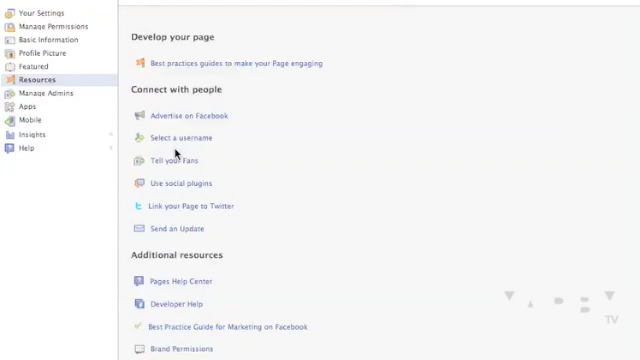 Your Settings
Manage Permissions
Basic Information
Profile Picture
Featured
Resources
Manage Admins
Apps
Mobile
Insights
Help
Develop your page
Best practices guides to make your Page engaging
Connect with people
Advertise on Facebook
Select a username
Tell your Fans
Use social plugins
Link your Page to Twitter
Send an Update
Additional resources
Pages Help Center
Developer Help
Best Practice Guide for Marketing on Facebook
Brand Permissions
TV